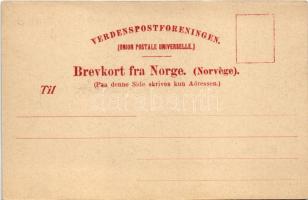 VERDENSPOSTFORENINGEN.
(UNION POSTALE UNIVERSELLE.)
Brevkort fra Norge. (Norvège).
(Paa denne Side skrives kun Adressen.)
Til